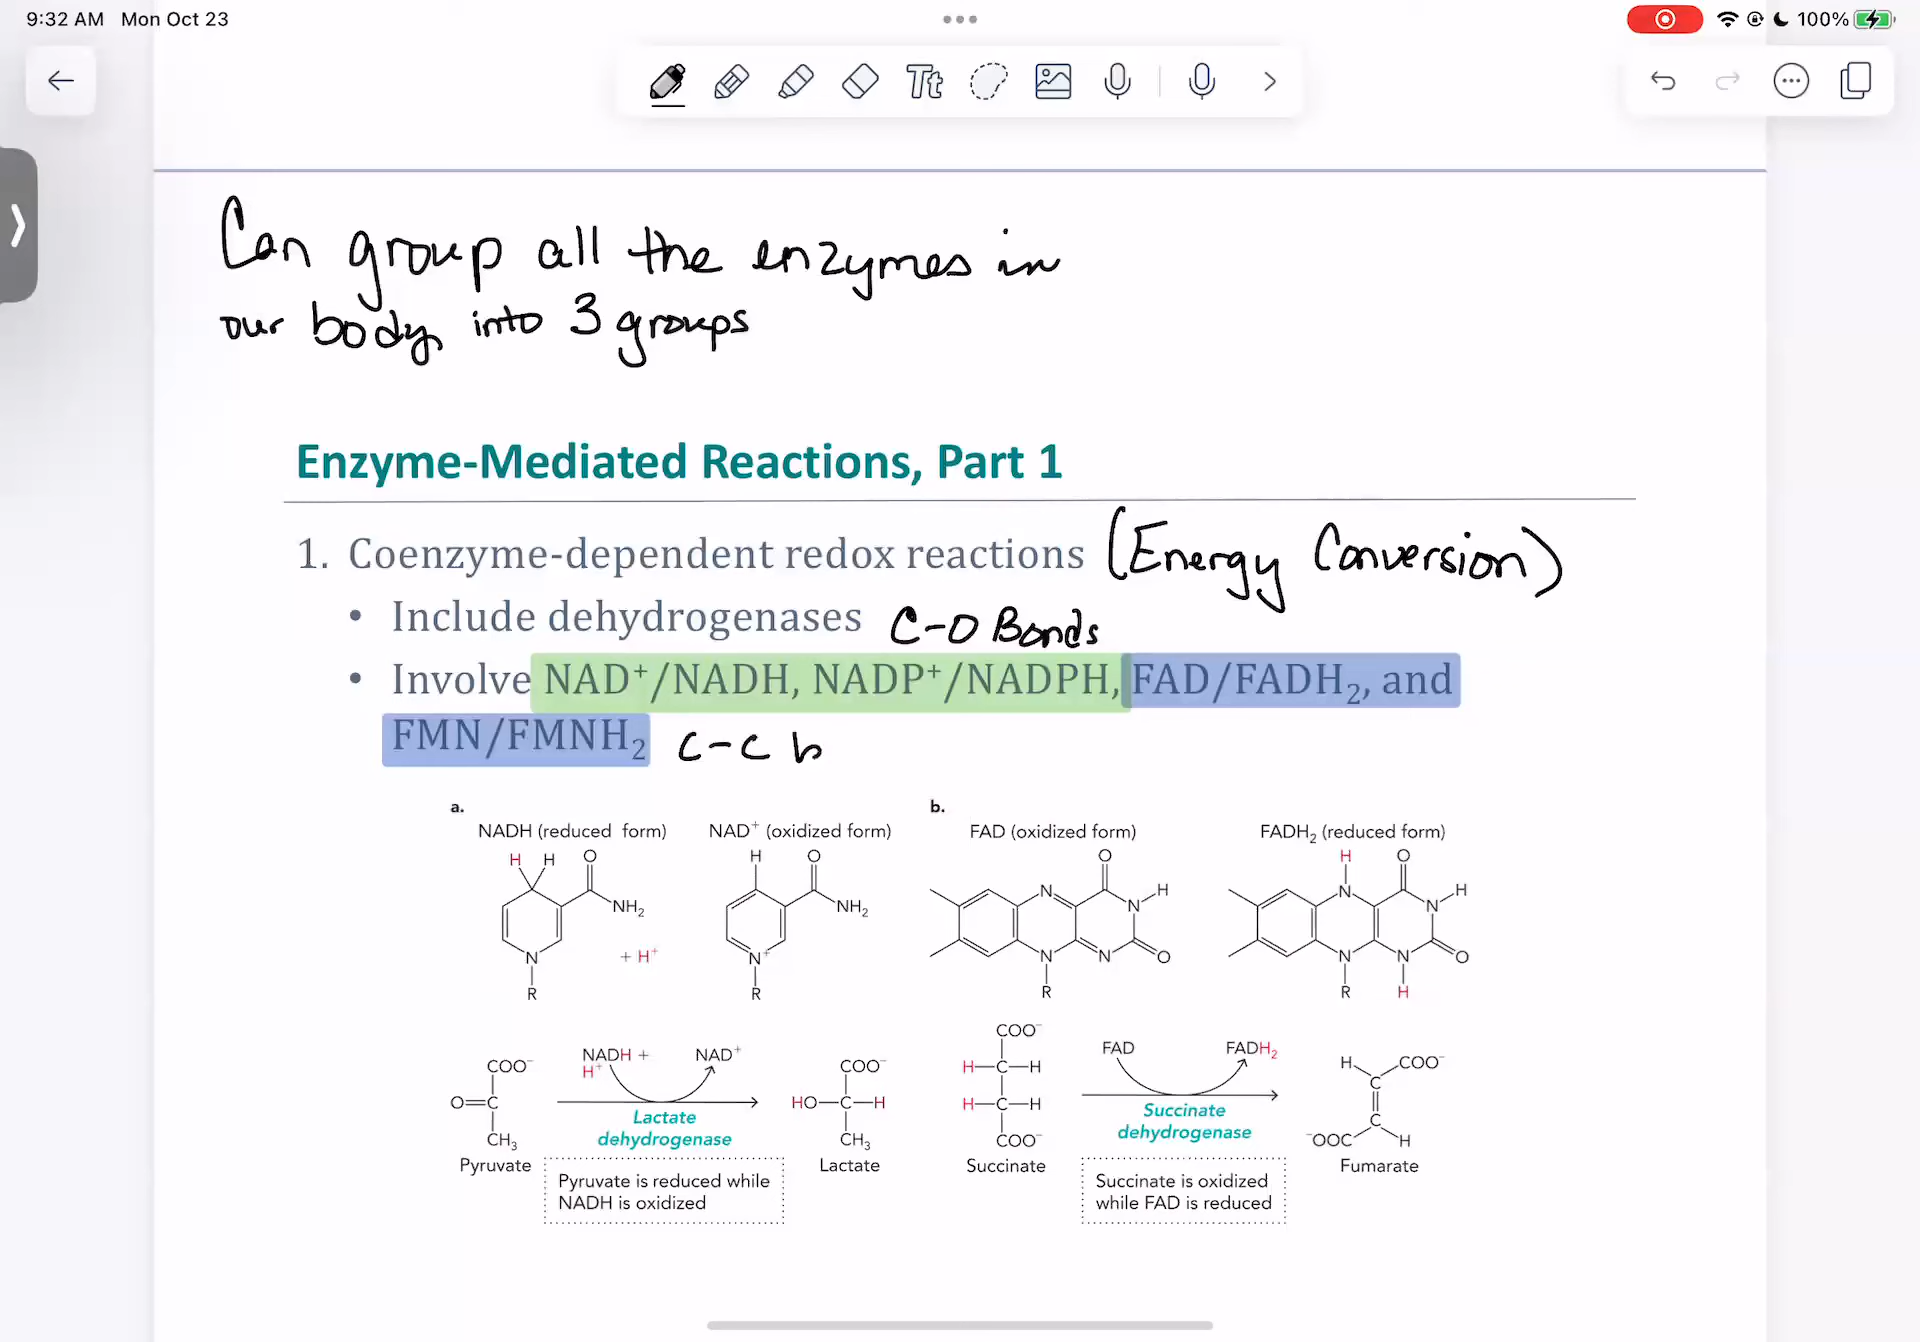 9:32 AM Mon Oct 23
100%
Tt
Can group all the enzymes in
our body into 3 groups
Enzyme-Mediated Reactions, Part 1
1. Coenzyme-dependent redox reactions (Energy Conversion)
• Include dehydrogenases C-O Bonds
• Involve NAD⁺/NADH, NADP⁺/NADPH, FAD/FADH₂, and
FMN/FMNH₂ C-C b
a.
NADH (reduced form)
H H O
NH₂
N
R
+ H⁺
NAD⁺ (oxidized form)
H O
NH₂
N⁺
R
b.
FAD (oxidized form)
O
N
N H
N N O
R
FADH₂ (reduced form)
H O
N
N H
N N O
R H
COO⁻
O=C
CH₃
Pyruvate
NADH +
H⁺
NAD⁺
Lactate
dehydrogenase
Pyruvate is reduced while
NADH is oxidized
COO⁻
HO-C-H
CH₃
Lactate
COO⁻
H-C-H
H-C-H
COO⁻
Succinate
FAD FADH₂
Succinate
dehydrogenase
Succinate is oxidized
while FAD is reduced
H COO⁻
C
C
⁻OOC H
Fumarate